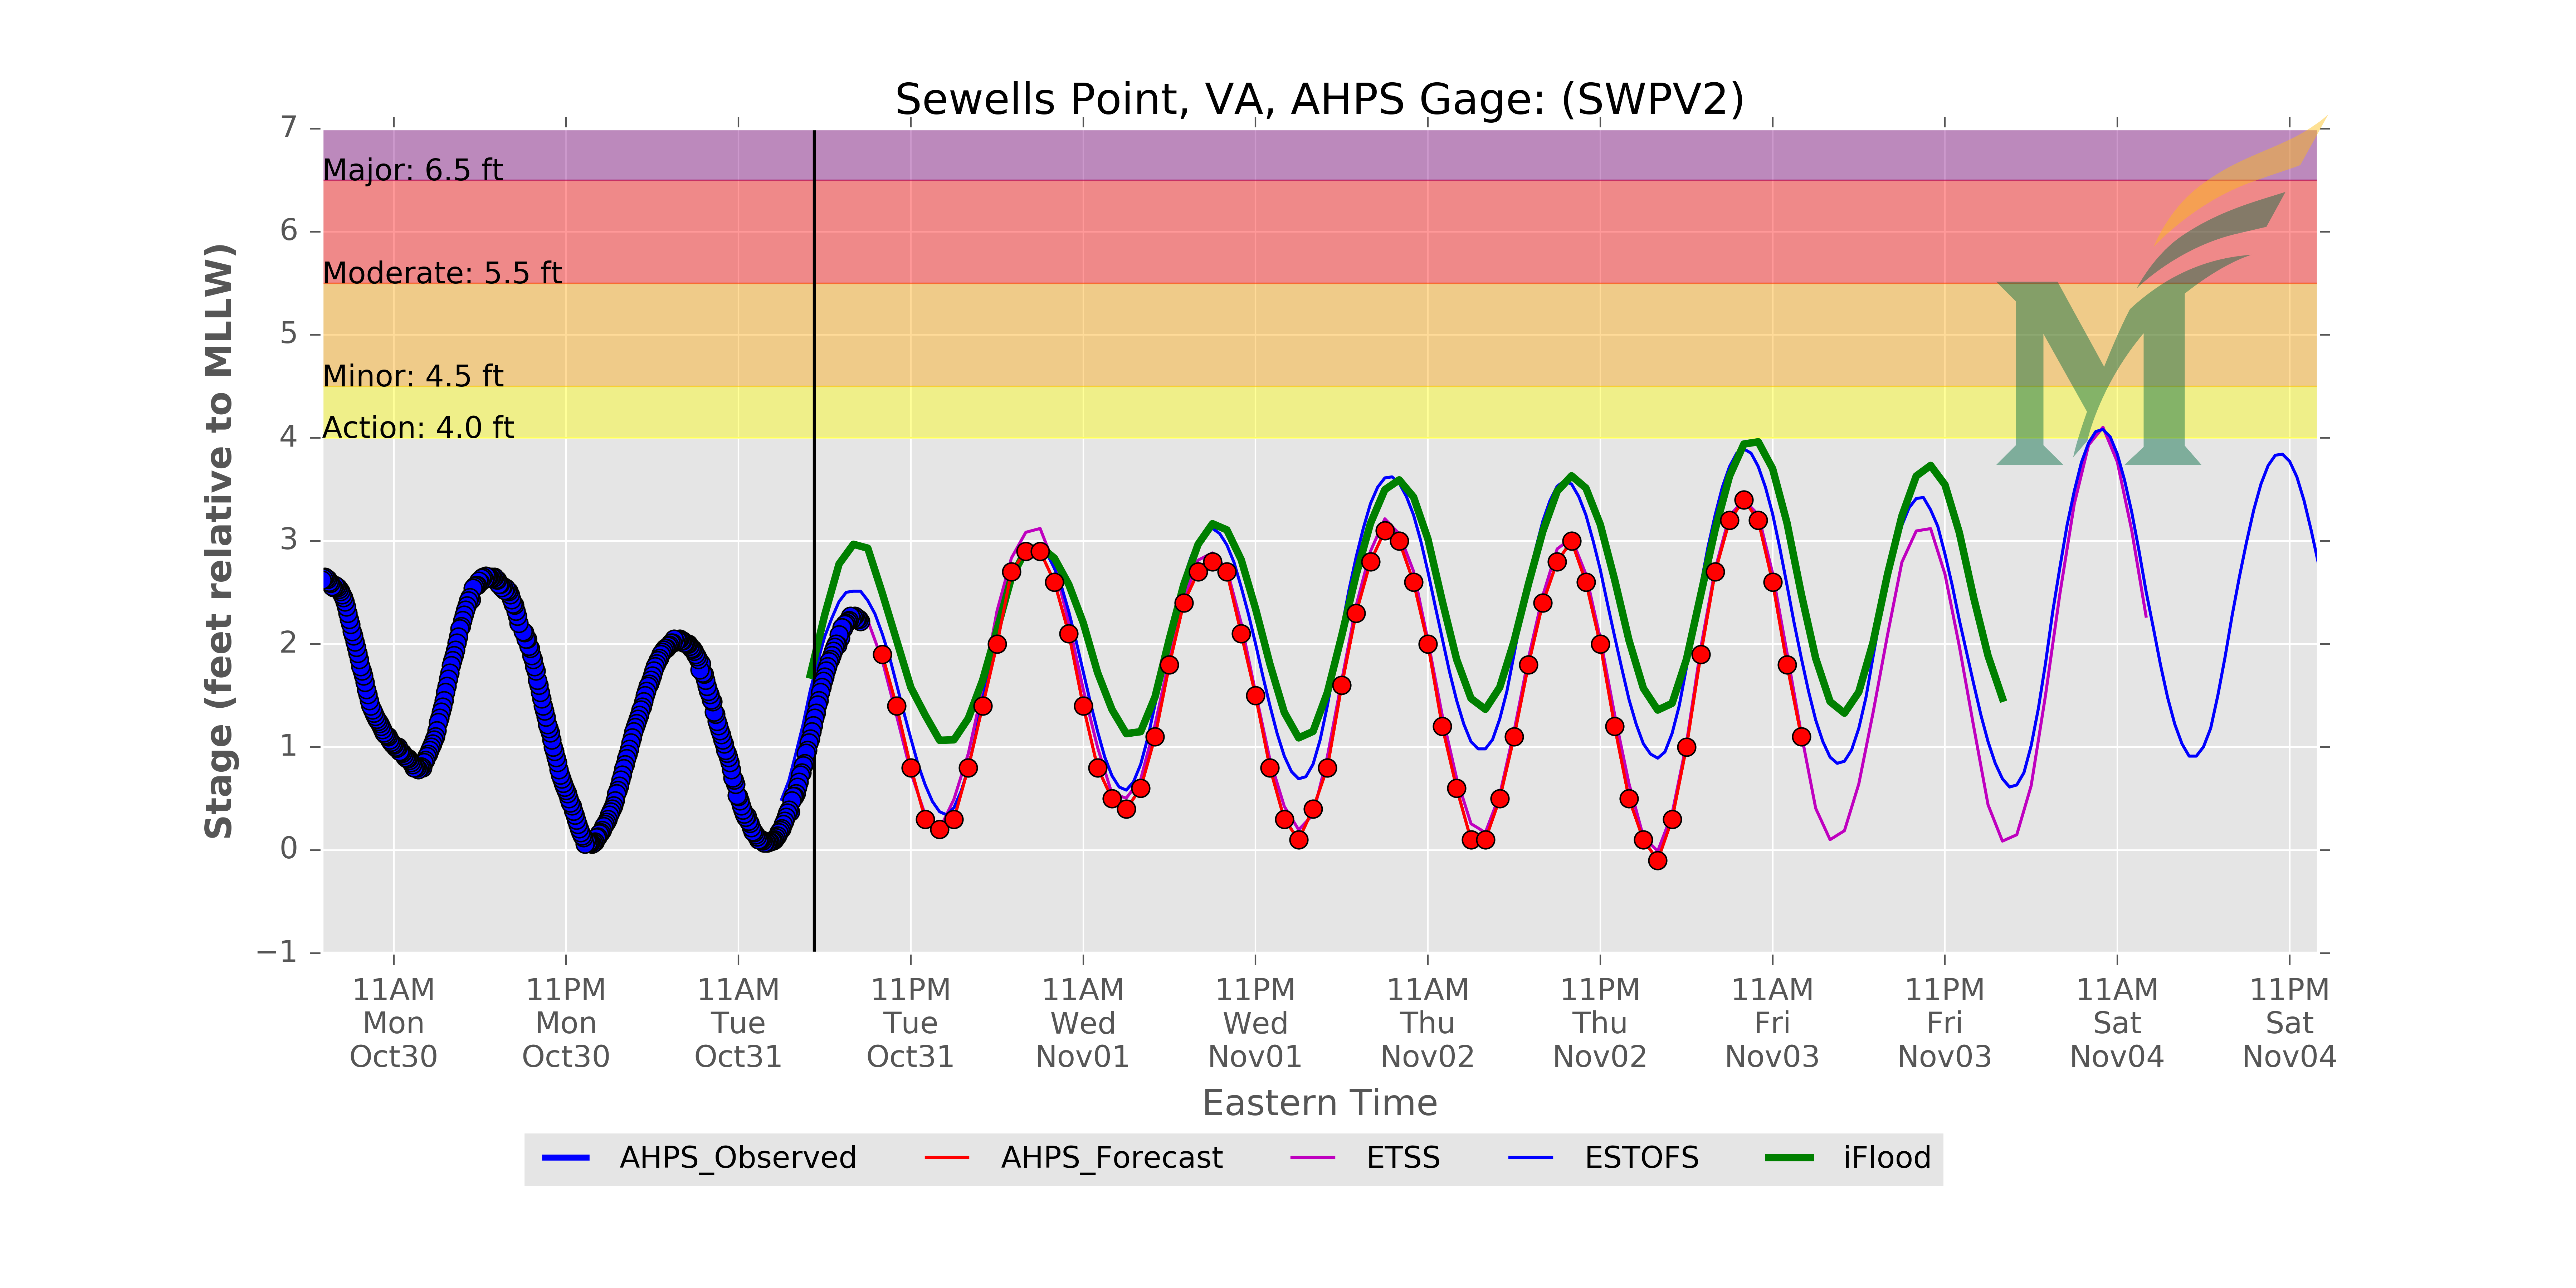 Sewells Point, VA, AHPS Gage: (SWPV2)
Stage (feet relative to MLLW)
7
6
5
4
3
2
1
0
−1
Major: 6.5 ft
Moderate: 5.5 ft
Minor: 4.5 ft
Action: 4.0 ft
11AM 11PM 11AM 11PM 11AM 11PM 11AM 11PM 11AM 11PM 11AM 11PM
Mon Mon Tue Tue Wed Wed Thu Thu Fri Fri Sat Sat
Oct30 Oct30 Oct31 Oct31 Nov01 Nov01 Nov02 Nov02 Nov03 Nov03 Nov04 Nov04
Eastern Time
AHPS_Observed AHPS_Forecast ETSS ESTOFS iFlood
M